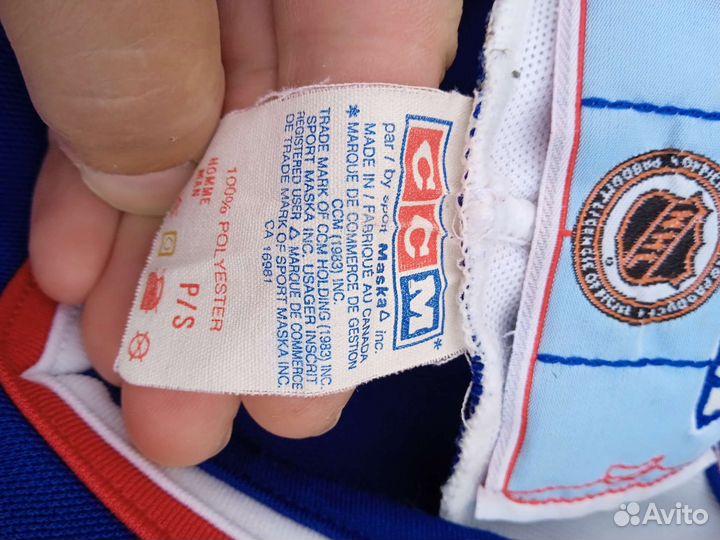 CCM*
par / by sport Maska△ inc.
MADE IN / FABRIQUÉ AU CANADA
* MARQUE DE COMMERCE DE GESTION
CCM (1983) INC.
TRADE MARK OF CCM HOLDING (1983) INC.
SPORT MASKA INC. USAGER INSCRIT
REGISTERED USER △ MARQUE DE COMMERCE
DE TRADE MARK OF SPORT MASKA INC.
CA 16981
100% POLYESTER
HOMME
MAN
P/S
NHL
Avito